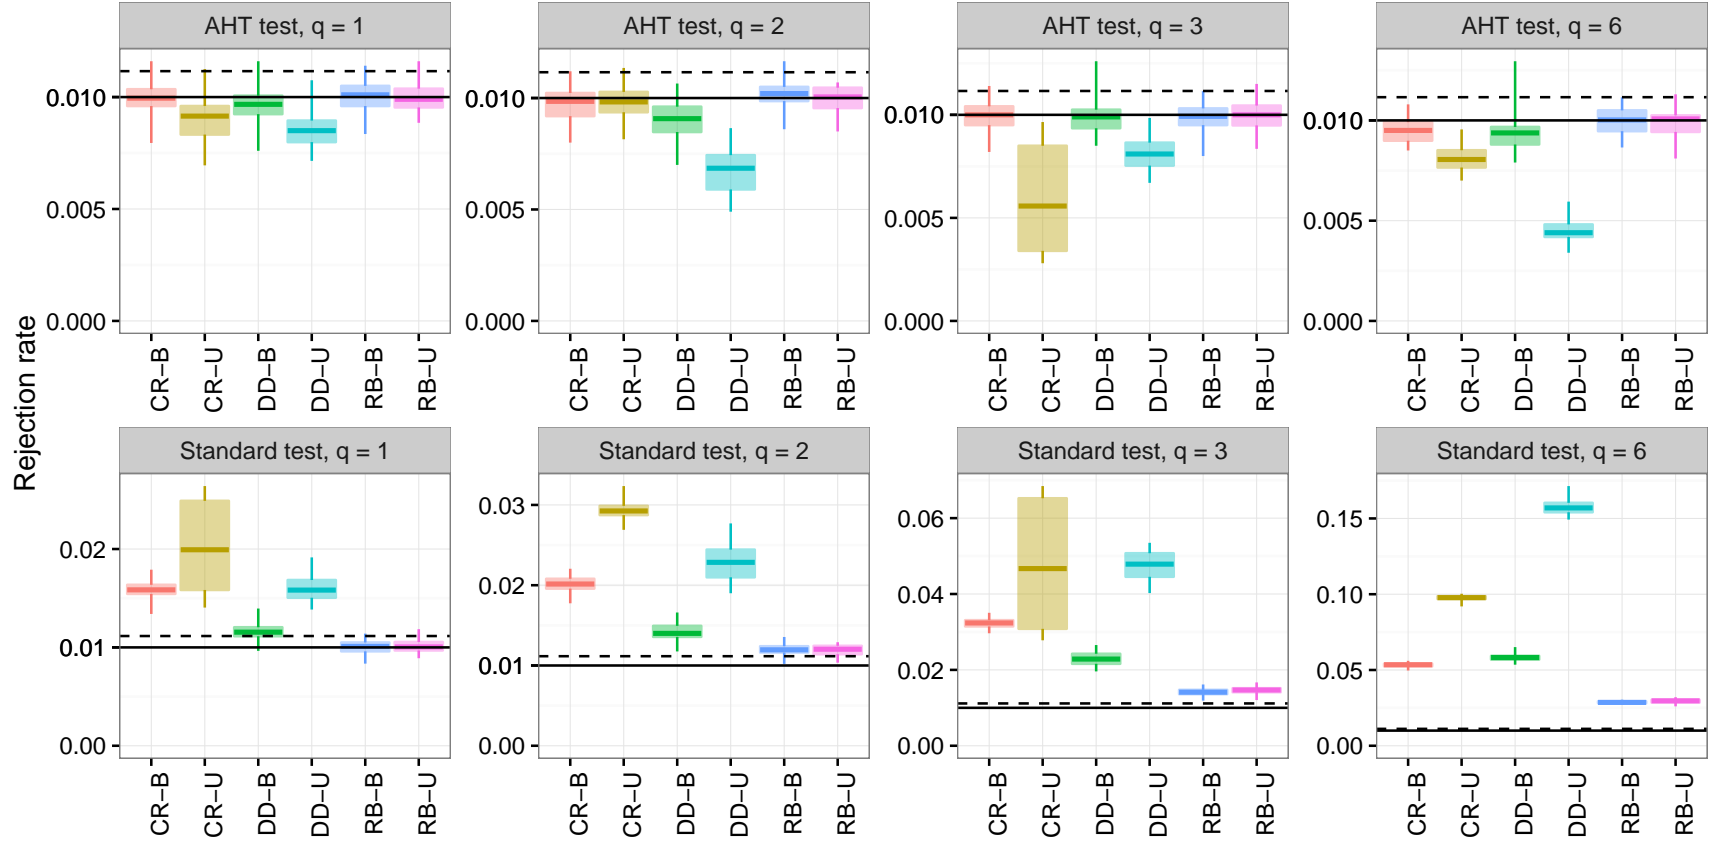 AHT test, q = 1
AHT test, q = 2
AHT test, q = 3
AHT test, q = 6
0.010
0.005
0.000
0.010
0.005
0.000
0.010
0.005
0.000
0.010
0.005
0.000
CR−B
CR−U
DD−B
DD−U
RB−B
RB−U
CR−B
CR−U
DD−B
DD−U
RB−B
RB−U
CR−B
CR−U
DD−B
DD−U
RB−B
RB−U
CR−B
CR−U
DD−B
DD−U
RB−B
RB−U
Rejection rate
Standard test, q = 1
Standard test, q = 2
Standard test, q = 3
Standard test, q = 6
0.02
0.01
0.00
0.03
0.02
0.01
0.00
0.06
0.04
0.02
0.00
0.15
0.10
0.05
0.00
CR−B
CR−U
DD−B
DD−U
RB−B
RB−U
CR−B
CR−U
DD−B
DD−U
RB−B
RB−U
CR−B
CR−U
DD−B
DD−U
RB−B
RB−U
CR−B
CR−U
DD−B
DD−U
RB−B
RB−U